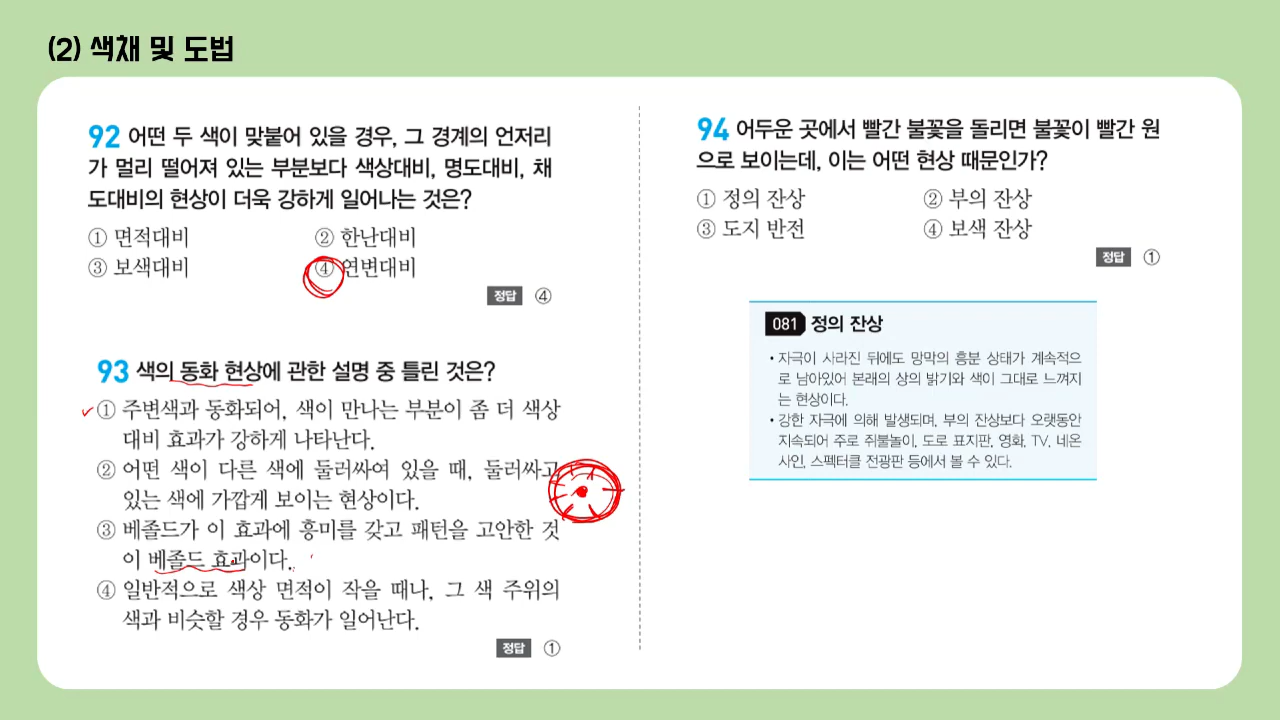 (2) 색채 및 도법
92 어떤 두 색이 맞붙어 있을 경우, 그 경계의 언저리
가 멀리 떨어져 있는 부분보다 색상대비, 명도대비, 채
도대비의 현상이 더욱 강하게 일어나는 것은?
① 면적대비 ② 한난대비
③ 보색대비 ④ 연변대비
정답 ④
93 색의 동화 현상에 관한 설명 중 틀린 것은?
① 주변색과 동화되어, 색이 만나는 부분이 좀 더 색상
대비 효과가 강하게 나타난다.
② 어떤 색이 다른 색에 둘러싸여 있을 때, 둘러싸고
있는 색에 가깝게 보이는 현상이다.
③ 베졸드가 이 효과에 흥미를 갖고 패턴을 고안한 것
이 베졸드 효과이다.
④ 일반적으로 색상 면적이 작을 때나, 그 색 주위의
색과 비슷할 경우 동화가 일어난다.
정답 ①
94 어두운 곳에서 빨간 불꽃을 돌리면 불꽃이 빨간 원
으로 보이는데, 이는 어떤 현상 때문인가?
① 정의 잔상 ② 부의 잔상
③ 도지 반전 ④ 보색 잔상
정답 ①
081 정의 잔상
• 자극이 사라진 뒤에도 망막의 흥분 상태가 계속적으
로 남아있어 본래의 상의 밝기와 색이 그대로 느껴지
는 현상이다.
• 강한 자극에 의해 발생되며, 부의 잔상보다 오랫동안
지속되어 주로 쥐불놀이, 도로 표지판, 영화, TV, 네온
사인, 스펙터클 전광판 등에서 볼 수 있다.